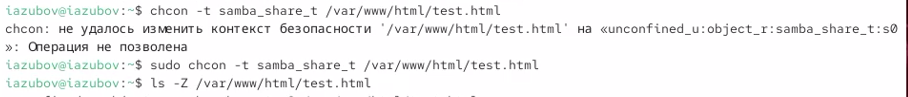 iazubov@iazubov:~$ chcon -t samba_share_t /var/www/html/test.html
chcon: не удалось изменить контекст безопасности '/var/www/html/test.html' на «unconfined_u:object_r:samba_share_t:s0
»: Операция не позволена
iazubov@iazubov:~$ sudo chcon -t samba_share_t /var/www/html/test.html
iazubov@iazubov:~$ ls -Z /var/www/html/test.html